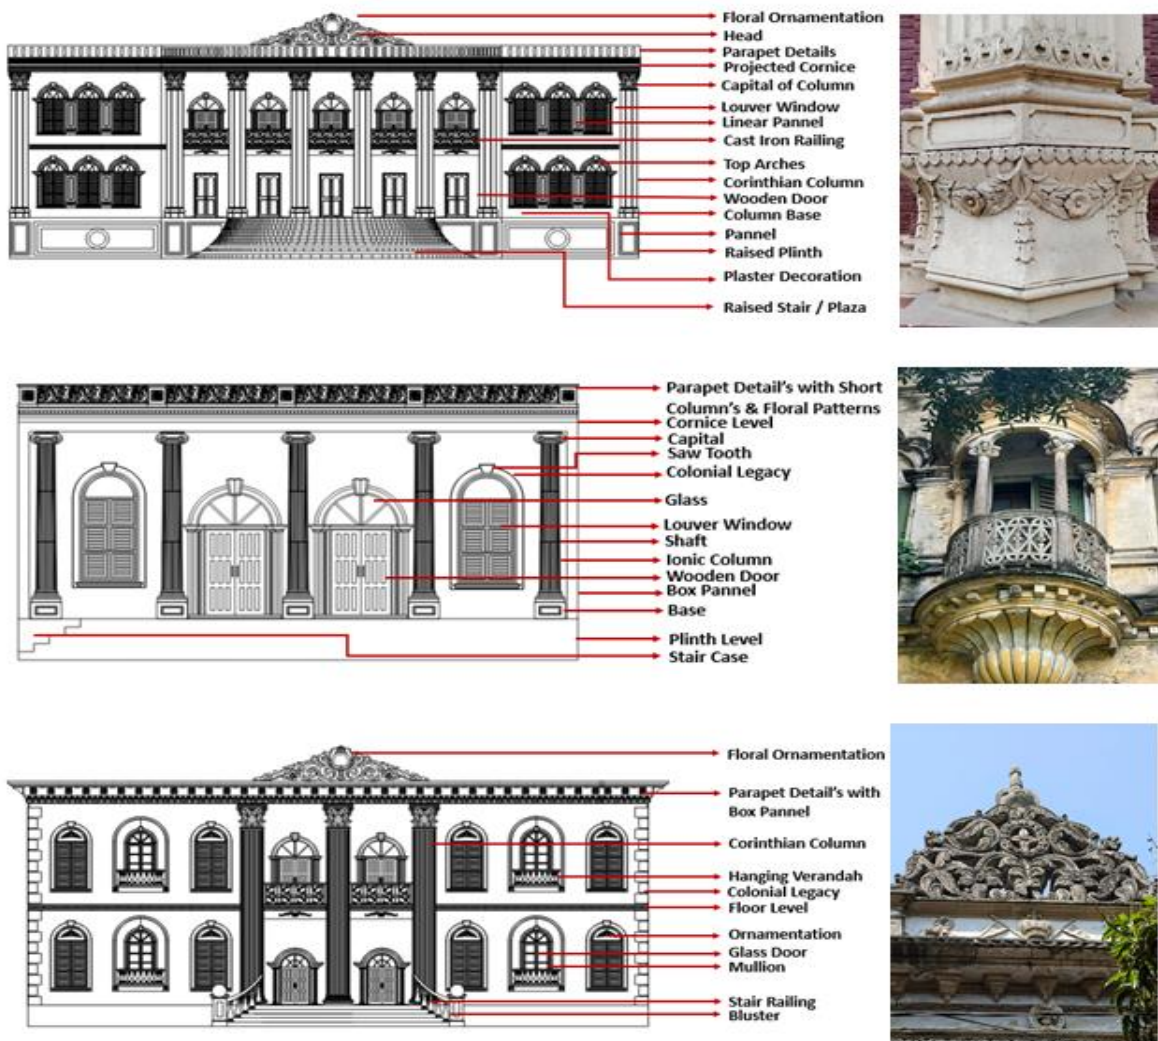 Floral Ornamentation
Head
Parapet Details
Projected Cornice
Capital of Column
Louver Window
Linear Pannel
Cast Iron Railing
Top Arches
Corinthian Column
Wooden Door
Column Base
Pannel
Raised Plinth
Plaster Decoration
Raised Stair / Plaza
Parapet Detail's with Short
Column's & Floral Patterns
Cornice Level
Capital
Saw Tooth
Colonial Legacy
Glass
Louver Window
Shaft
Ionic Column
Wooden Door
Box Pannel
Base
Plinth Level
Stair Case
Floral Ornamentation
Parapet Detail's with
Box Pannel
Corinthian Column
Hanging Verandah
Colonial Legacy
Floor Level
Ornamentation
Glass Door
Mullion
Stair Railing
Bluster